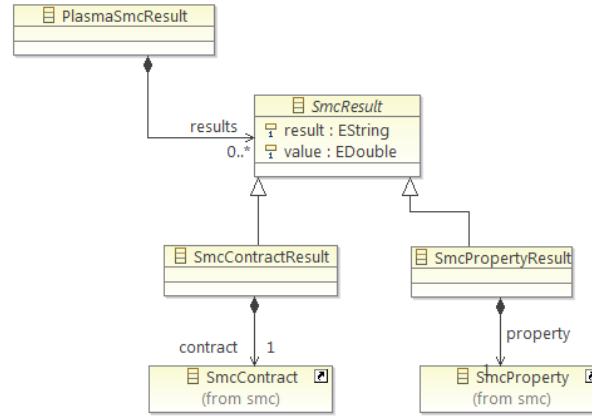 PlasmaSmcResult
SmcResult
result : EString
value : EDouble
results
0..*
SmcContractResult
SmcPropertyResult
contract
1
property
1
SmcContract
(from smc)
SmcProperty
(from smc)